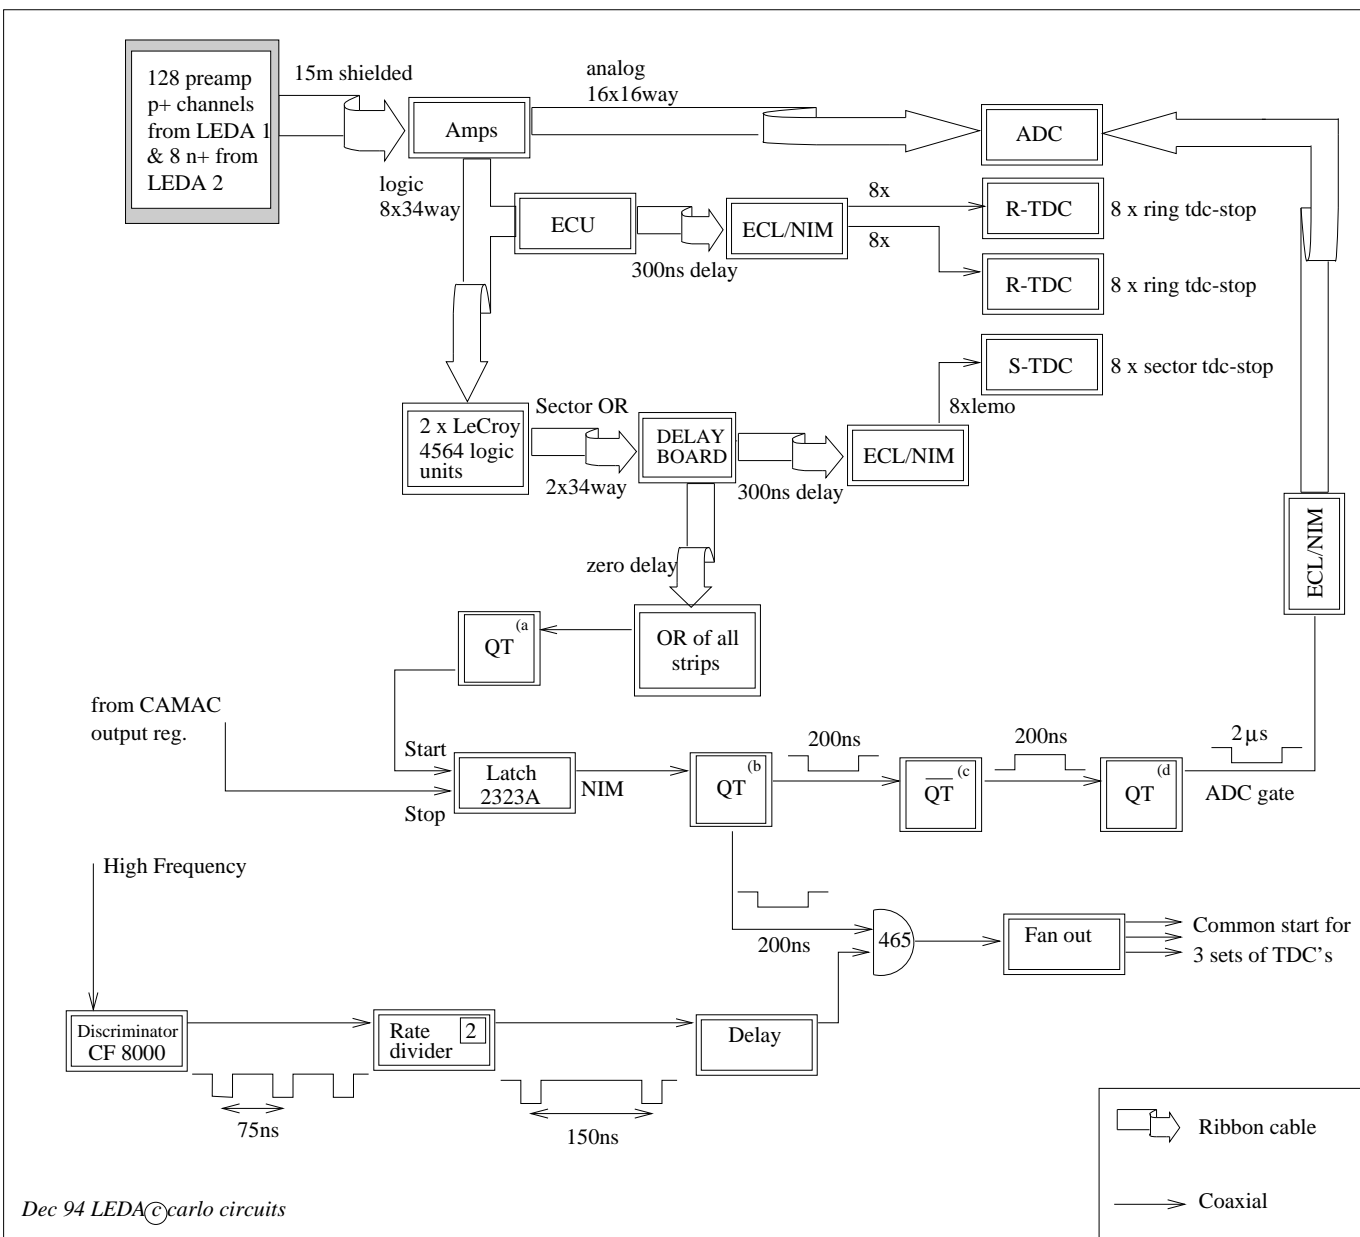 128 preamp
p+ channels
from LEDA 1
& 8 n+ from
LEDA 2
15m shielded
Amps
analog
16x16way
ADC
logic
8x34way
ECU
300ns delay
ECL/NIM
8x
8x
R-TDC
8 x ring tdc-stop
R-TDC
8 x ring tdc-stop
S-TDC
8 x sector tdc-stop
8xlemo
2 x LeCroy
4564 logic
units
Sector OR
2x34way
DELAY
BOARD
300ns delay
ECL/NIM
ECL/NIM
zero delay
OR of all
strips
QT (a
from CAMAC
output reg.
Start
Stop
Latch
2323A
NIM
QT (b
200ns
Q̅T̅ (c
200ns
QT (d
2μs
ADC gate
High Frequency
200ns
465
Fan out
Common start for
3 sets of TDC's
Discriminator
CF 8000
75ns
Rate 2
divider
150ns
Delay
Ribbon cable
Coaxial
Dec 94 LEDA©carlo circuits